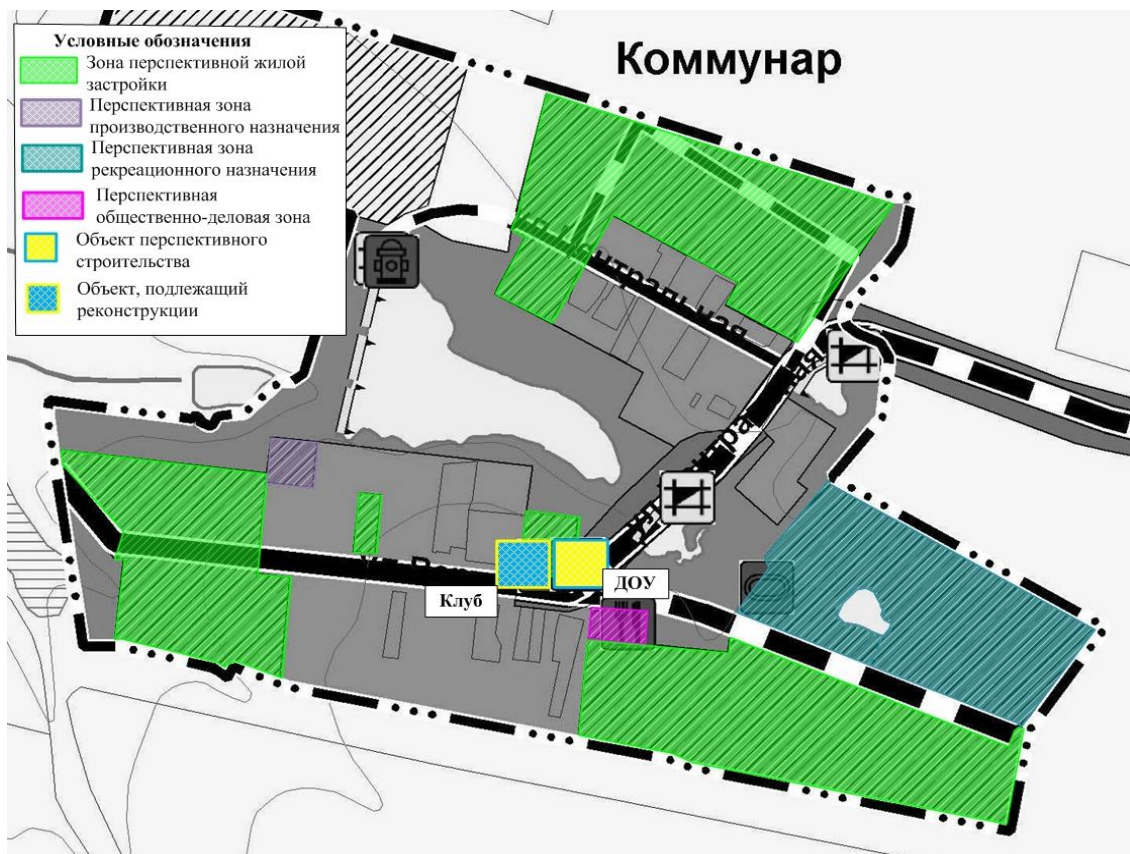 Коммунар
Условные обозначения
Зона перспективной жилой
застройки
Перспективная зона
производственного назначения
Перспективная зона
рекреационного назначения
Перспективная
общественно-деловая зона
Объект перспективного
строительства
Объект, подлежащий
реконструкции
Клуб
ДОУ